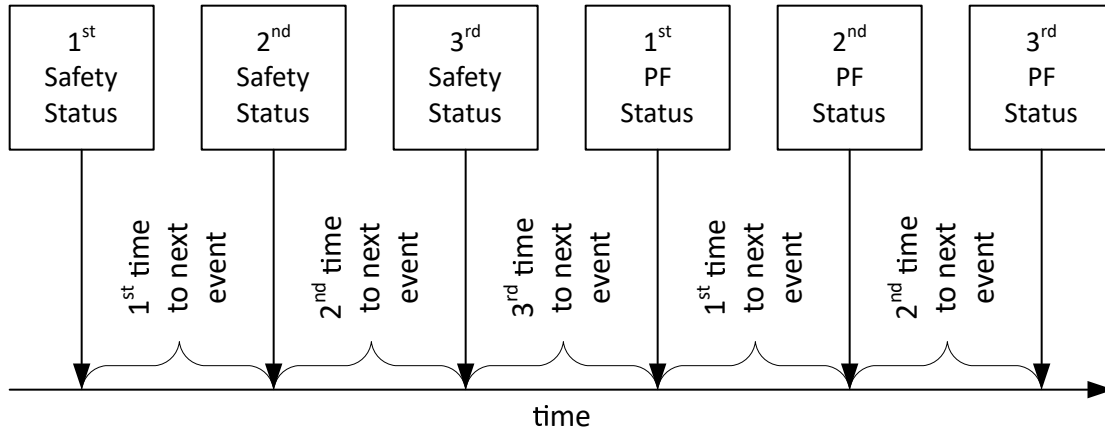 1st
Safety
Status
2nd
Safety
Status
3rd
Safety
Status
1st
PF
Status
2nd
PF
Status
3rd
PF
Status
1st time
to next
event
2nd time
to next
event
3rd time
to next
event
1st time
to next
event
2nd time
to next
event
time